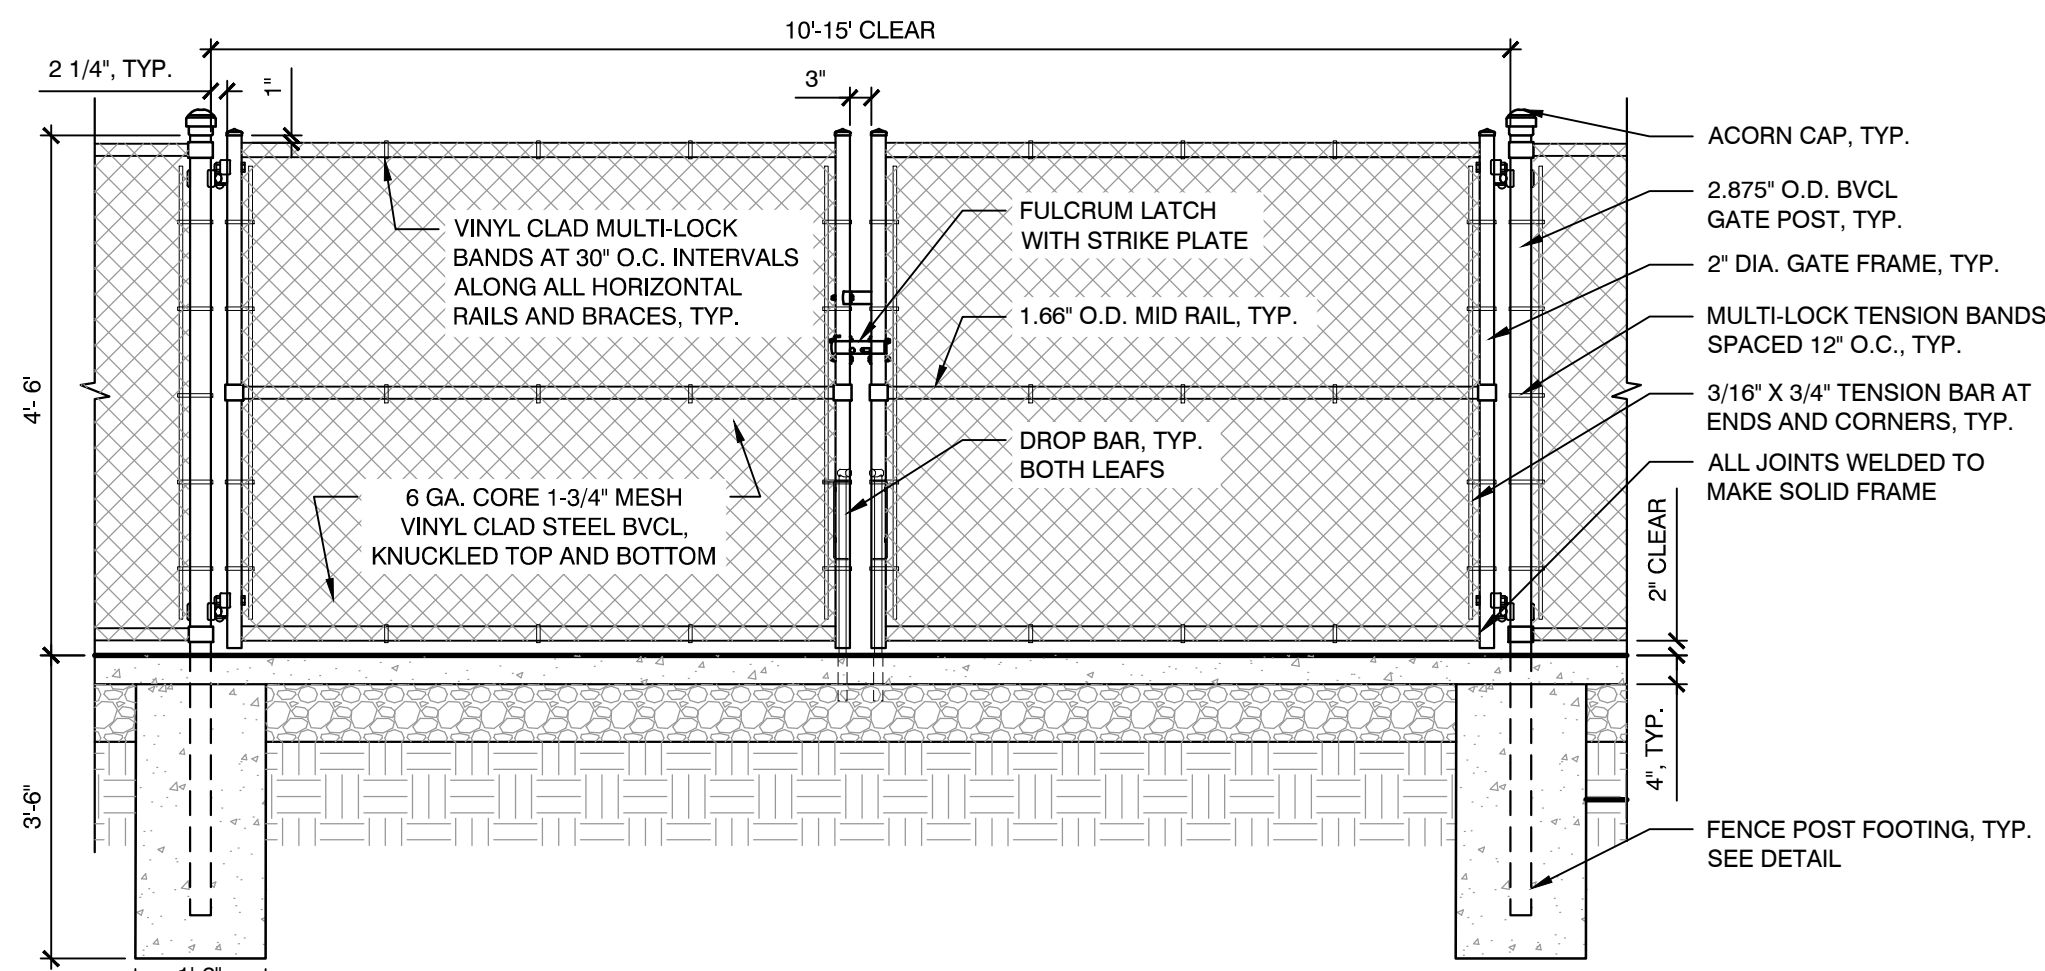 10'-15' CLEAR
2 1/4", TYP.
1"
3"
ACORN CAP, TYP.
2.875" O.D. BVCL
GATE POST, TYP.
2" DIA. GATE FRAME, TYP.
MULTI-LOCK TENSION BANDS
SPACED 12" O.C., TYP.
3/16" X 3/4" TENSION BAR AT
ENDS AND CORNERS, TYP.
ALL JOINTS WELDED TO
MAKE SOLID FRAME
VINYL CLAD MULTI-LOCK
BANDS AT 30" O.C. INTERVALS
ALONG ALL HORIZONTAL
RAILS AND BRACES, TYP.
FULCRUM LATCH
WITH STRIKE PLATE
1.66" O.D. MID RAIL, TYP.
DROP BAR, TYP.
BOTH LEAFS
6 GA. CORE 1-3/4" MESH
VINYL CLAD STEEL BVCL,
KNUCKLED TOP AND BOTTOM
4'- 6'
3'-6"
2" CLEAR
4", TYP.
FENCE POST FOOTING, TYP.
SEE DETAIL